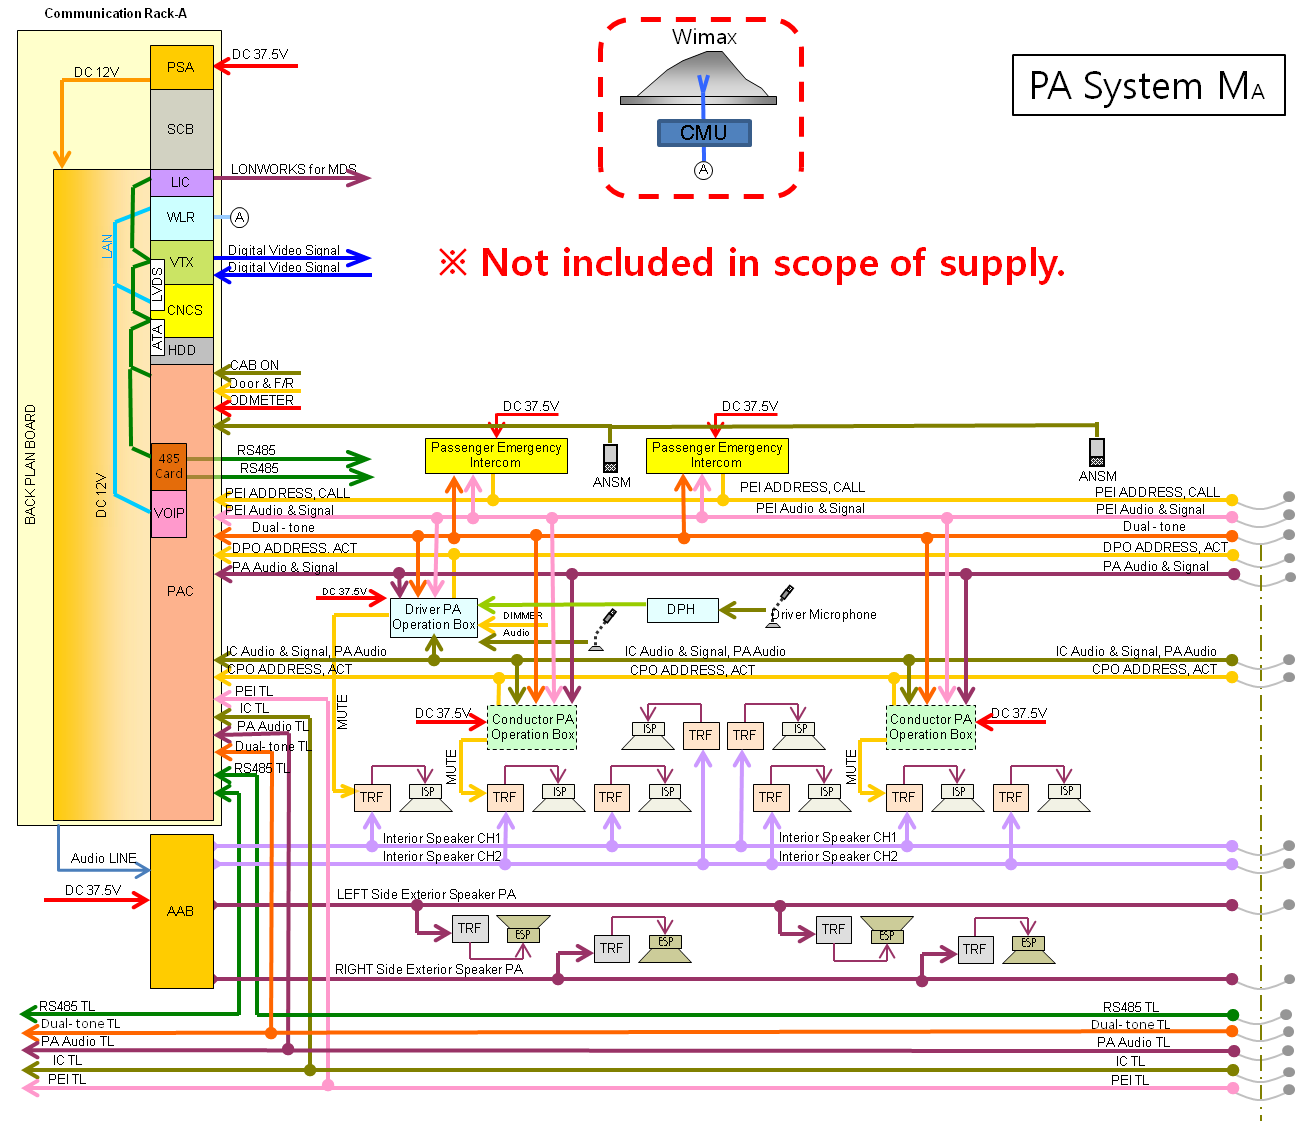 Communication Rack-A
Wimax
CMU
A
PA System MA
※ Not included in scope of supply.
PSA
DC 37.5V
DC 12V
SCB
LIC
LONWORKS for MDS
WLR
A
LAN
VTX
Digital Video Signal
Digital Video Signal
LVDS
CNCS
ATA
HDD
CAB ON
Door & F/R
ODMETER
BACK PLAN BOARD
DC 12V
485
Card
RS485
RS485
VOIP
PAC
DC 37.5V
DC 37.5V
Passenger Emergency
Intercom
Passenger Emergency
Intercom
ANSM
ANSM
PEI ADDRESS, CALL
PEI ADDRESS, CALL
PEI ADDRESS, CALL
PEI Audio & Signal
PEI Audio & Signal
PEI Audio & Signal
Dual - tone
Dual - tone
DPO ADDRESS. ACT
DPO ADDRESS, ACT
PA Audio & Signal
PA Audio & Signal
DC 37.5V
Driver PA
Operation Box
DIMMER
Audio
DPH
Driver Microphone
IC Audio & Signal, PA Audio
IC Audio & Signal, PA Audio
IC Audio & Signal, PA Audio
CPO ADDRESS, ACT
CPO ADDRESS, ACT
CPO ADDRESS, ACT
PEI TL
IC TL
PA Audio TL
Dual- tone TL
RS485 TL
MUTE
DC 37.5V
Conductor PA
Operation Box
ISP
TRF
TRF
ISP
Conductor PA
Operation Box
DC 37.5V
MUTE
MUTE
TRF
ISP
TRF
ISP
TRF
ISP
TRF
ISP
TRF
ISP
TRF
ISP
Interior Speaker CH1
Interior Speaker CH1
Interior Speaker CH2
Interior Speaker CH2
Audio LINE
DC 37.5V
AAB
LEFT Side Exterior Speaker PA
TRF
ESP
TRF
ESP
TRF
ESP
TRF
ESP
RIGHT Side Exterior Speaker PA
RS485 TL
RS485 TL
Dual- tone TL
Dual- tone TL
PA Audio TL
PA Audio TL
IC TL
IC TL
PEI TL
PEI TL